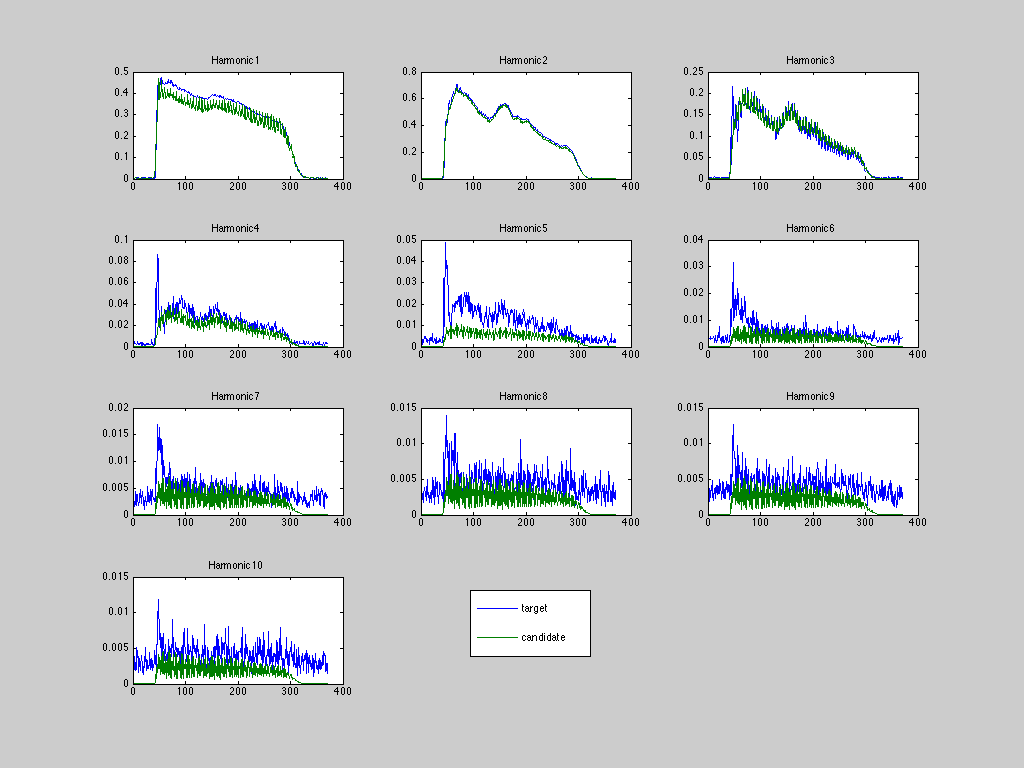 Harmonic1 Harmonic2 Harmonic3
0.5 0.8 0.25
0.4 0.6 0.2
0.3 0.4 0.15
0.2 0.2 0.1
0.1 0 0.05
0 0
0 100 200 300 400 0 100 200 300 400 0 100 200 300 400
Harmonic4 Harmonic5 Harmonic6
0.1 0.05 0.04
0.08 0.04 0.03
0.06 0.03 0.02
0.04 0.02 0.01
0.02 0.01 0
0 0
0 100 200 300 400 0 100 200 300 400 0 100 200 300 400
Harmonic7 Harmonic8 Harmonic9
0.02 0.015 0.015
0.015 0.01 0.01
0.01 0.005 0.005
0.005 0 0
0
0 100 200 300 400 0 100 200 300 400 0 100 200 300 400
Harmonic10
0.015
0.01
0.005
0
0 100 200 300 400
target
candidate